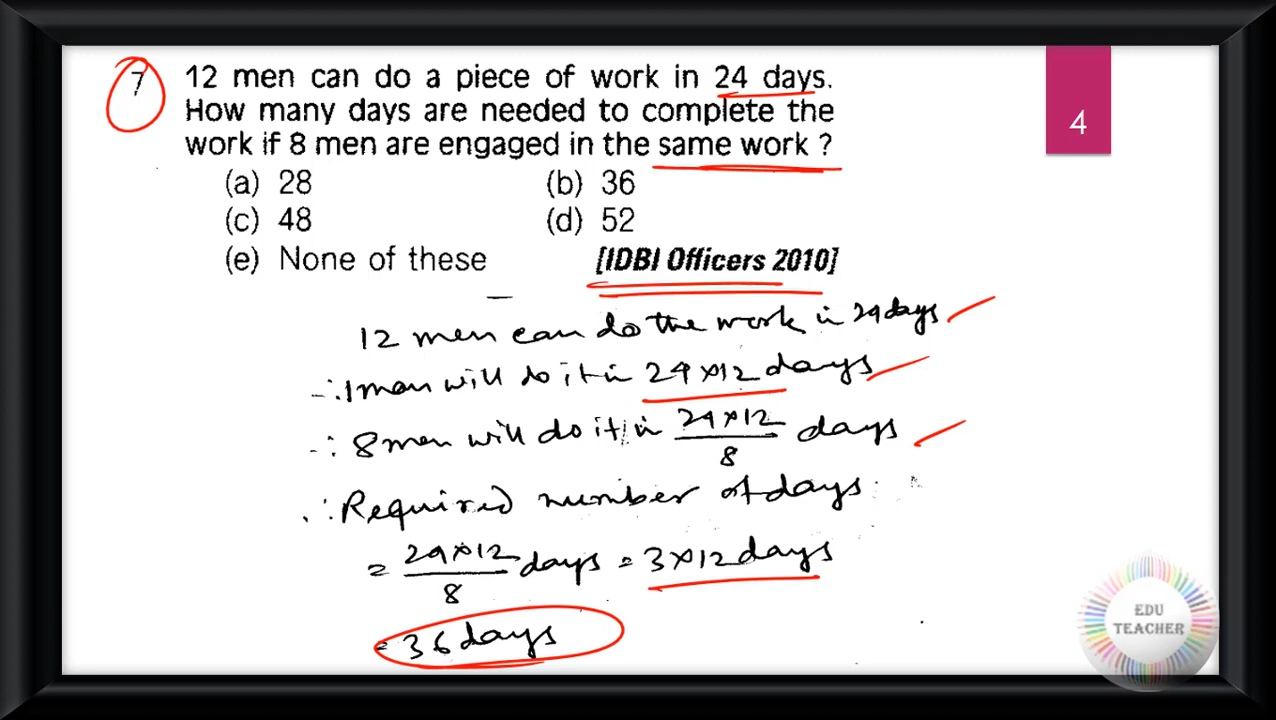 7 12 men can do a piece of work in 24 days.
How many days are needed to complete the
work if 8 men are engaged in the same work ?
(a) 28 (b) 36
(c) 48 (d) 52
(e) None of these [IDBI Officers 2010]
4
12 men can do the work in 24 days
∴ 1 man will do it in 24×12 days
∴ 8 men will do it in 24×12/8 days
∴ Required number of days
= 24×12/8 days = 3×12 days
= 36 days
EDU
TEACHER